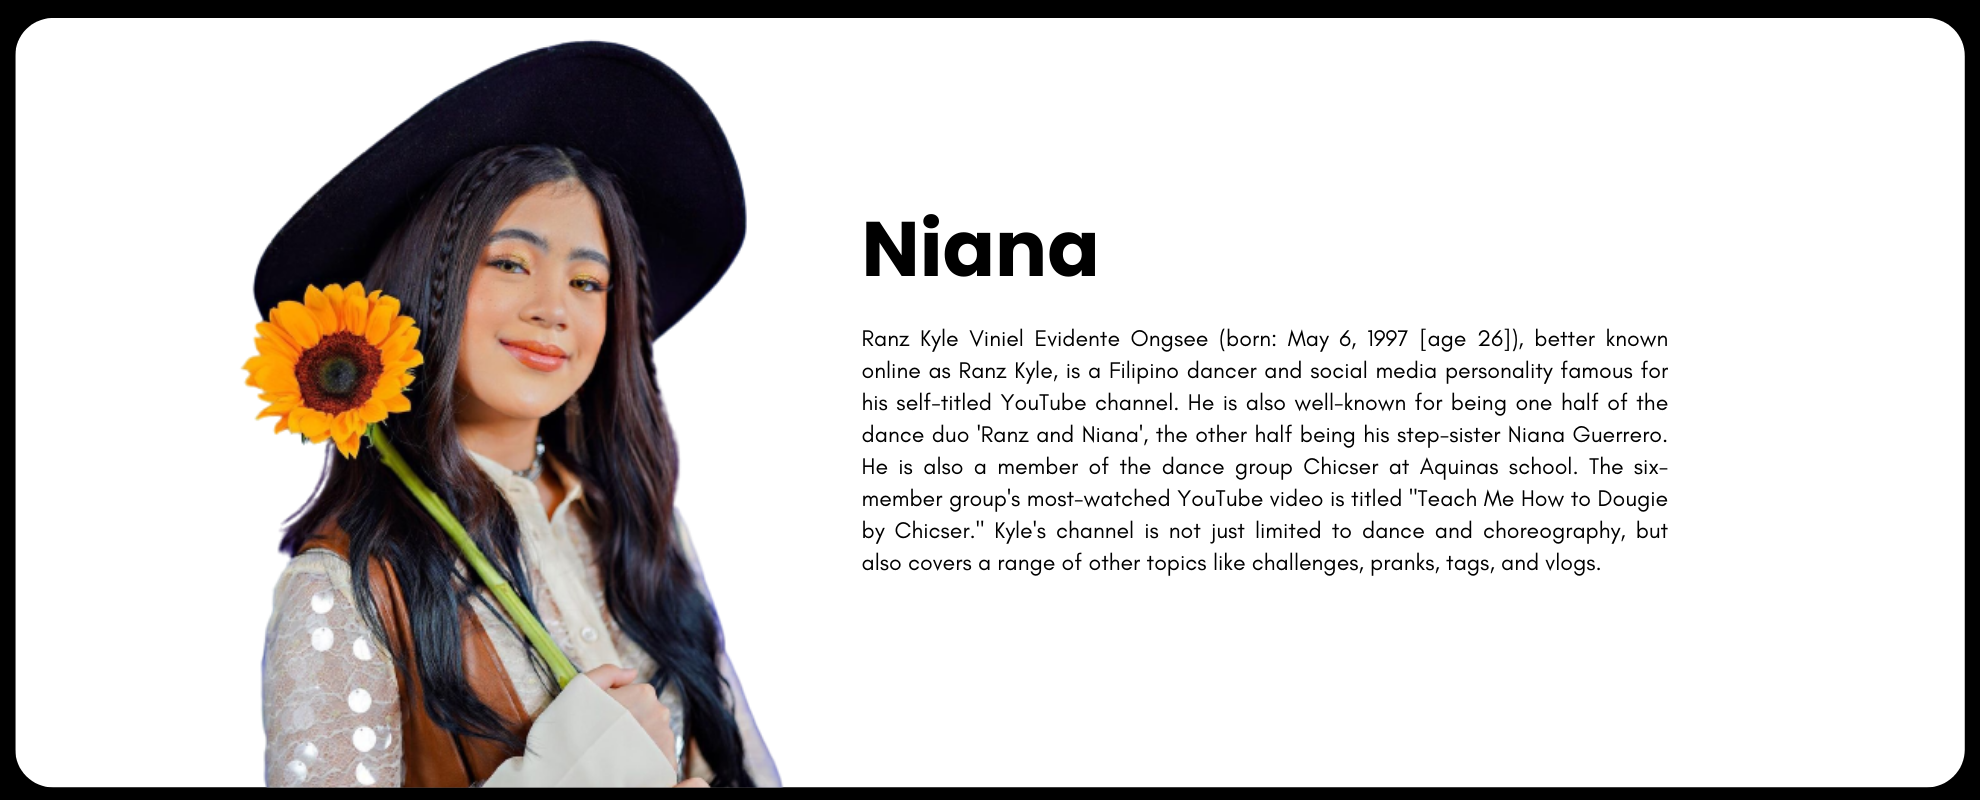 Niana
Ranz Kyle Viniel Evidente Ongsee (born: May 6, 1997 [age 26]), better known
online as Ranz Kyle, is a Filipino dancer and social media personality famous for
his self-titled YouTube channel. He is also well-known for being one half of the
dance duo 'Ranz and Niana', the other half being his step-sister Niana Guerrero.
He is also a member of the dance group Chicser at Aquinas school. The six-
member group's most-watched YouTube video is titled "Teach Me How to Dougie
by Chicser." Kyle's channel is not just limited to dance and choreography, but
also covers a range of other topics like challenges, pranks, tags, and vlogs.